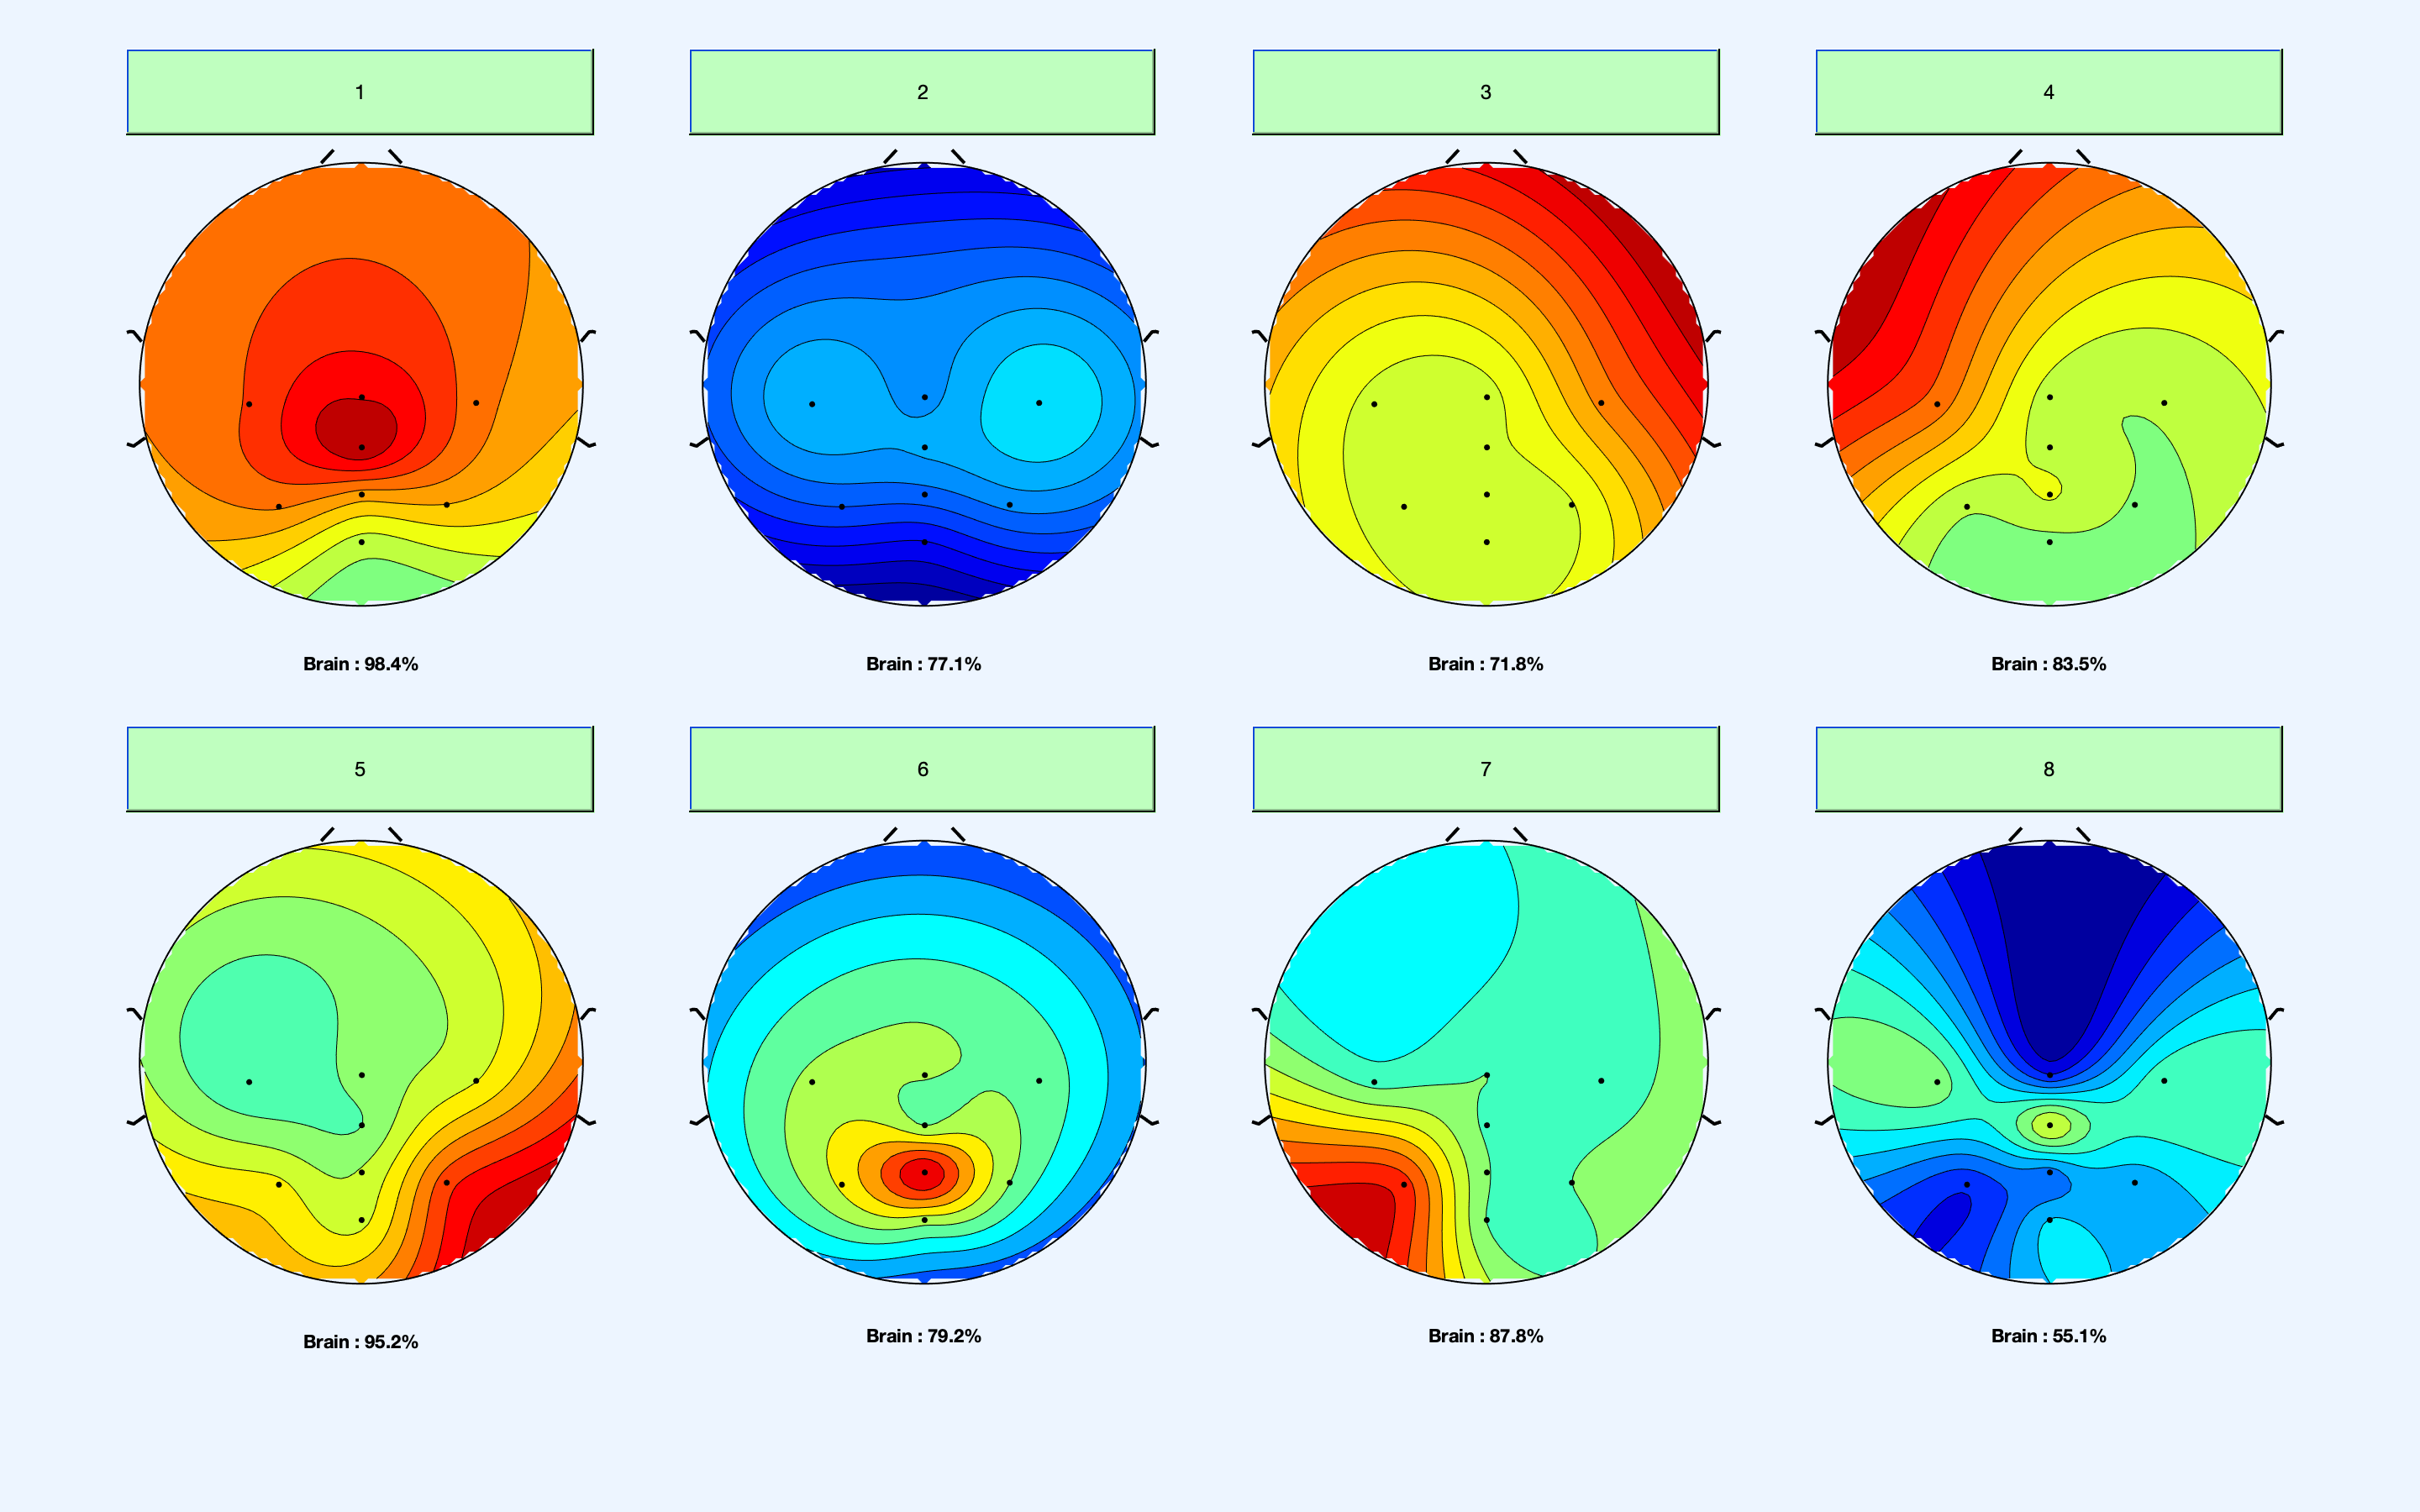 1
2
3
4
Brain : 98.4%
Brain : 77.1%
Brain : 71.8%
Brain : 83.5%
5
6
7
8
Brain : 95.2%
Brain : 79.2%
Brain : 87.8%
Brain : 55.1%